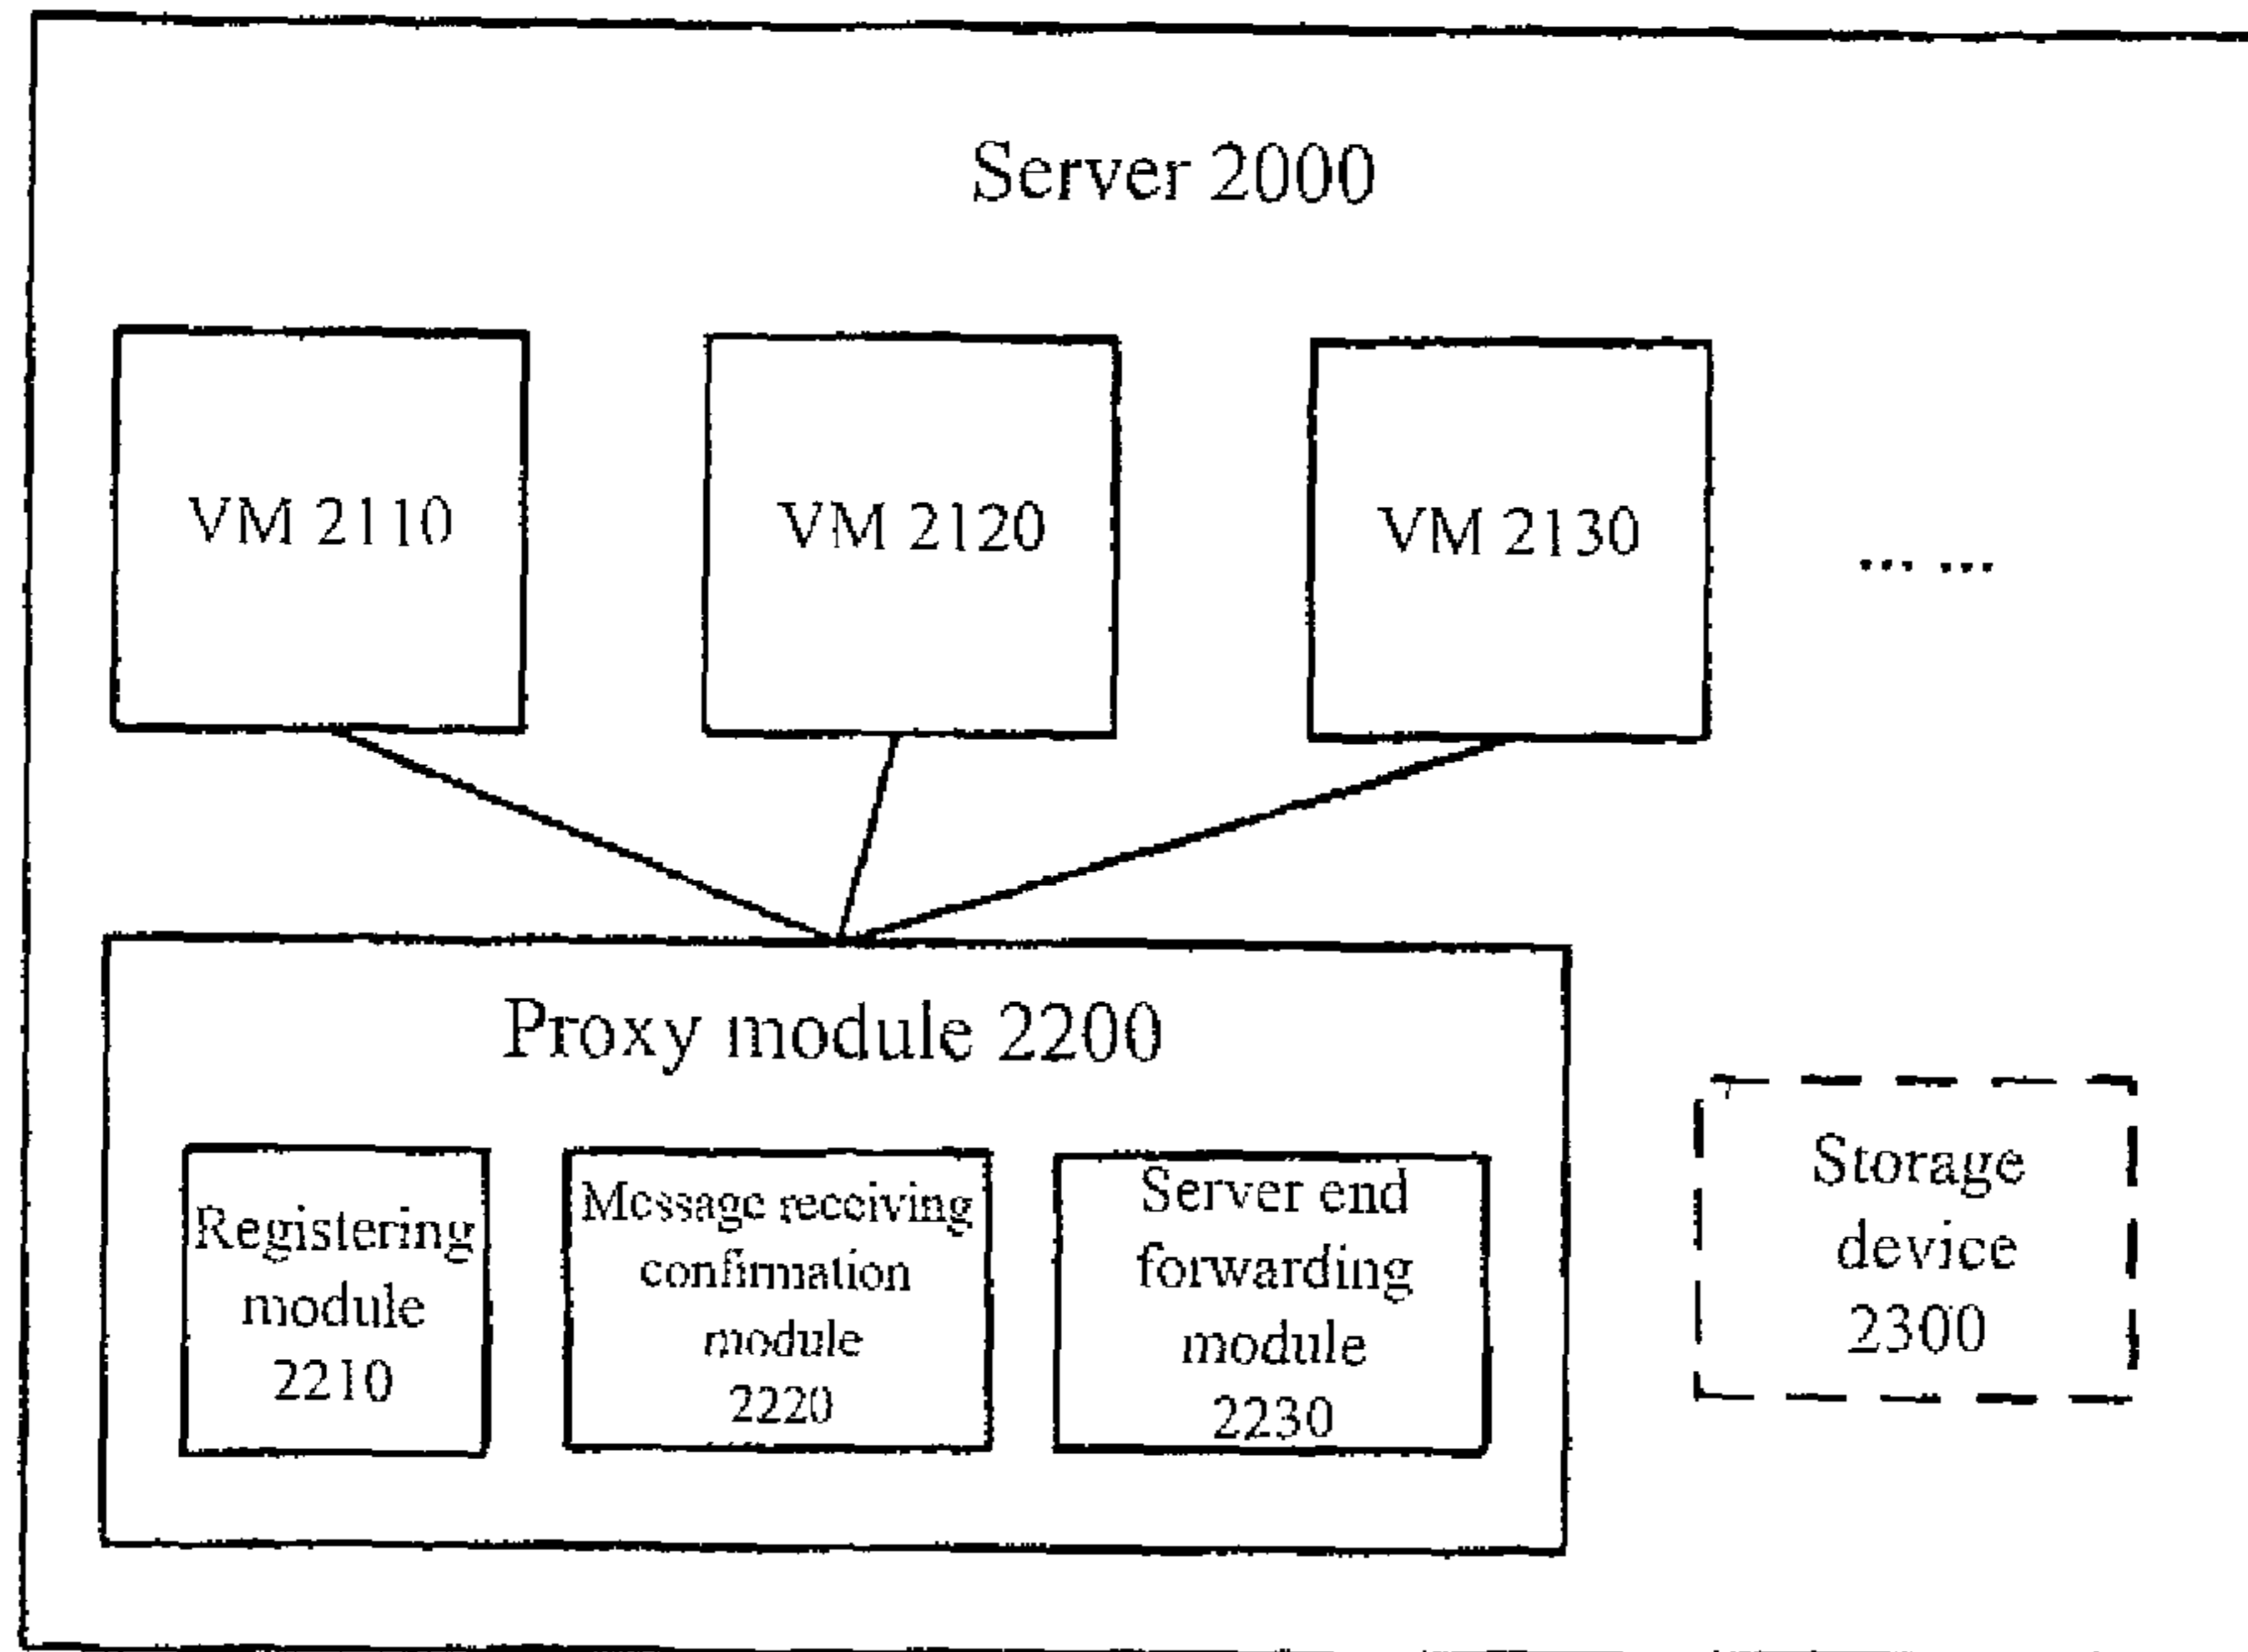 Server 2000
VM 2110
VM 2120
VM 2130
... ...
Proxy module 2200
Registering
module
2210
Message receiving
confirmation
module
2220
Server end
forwarding
module
2230
Storage
device
2300